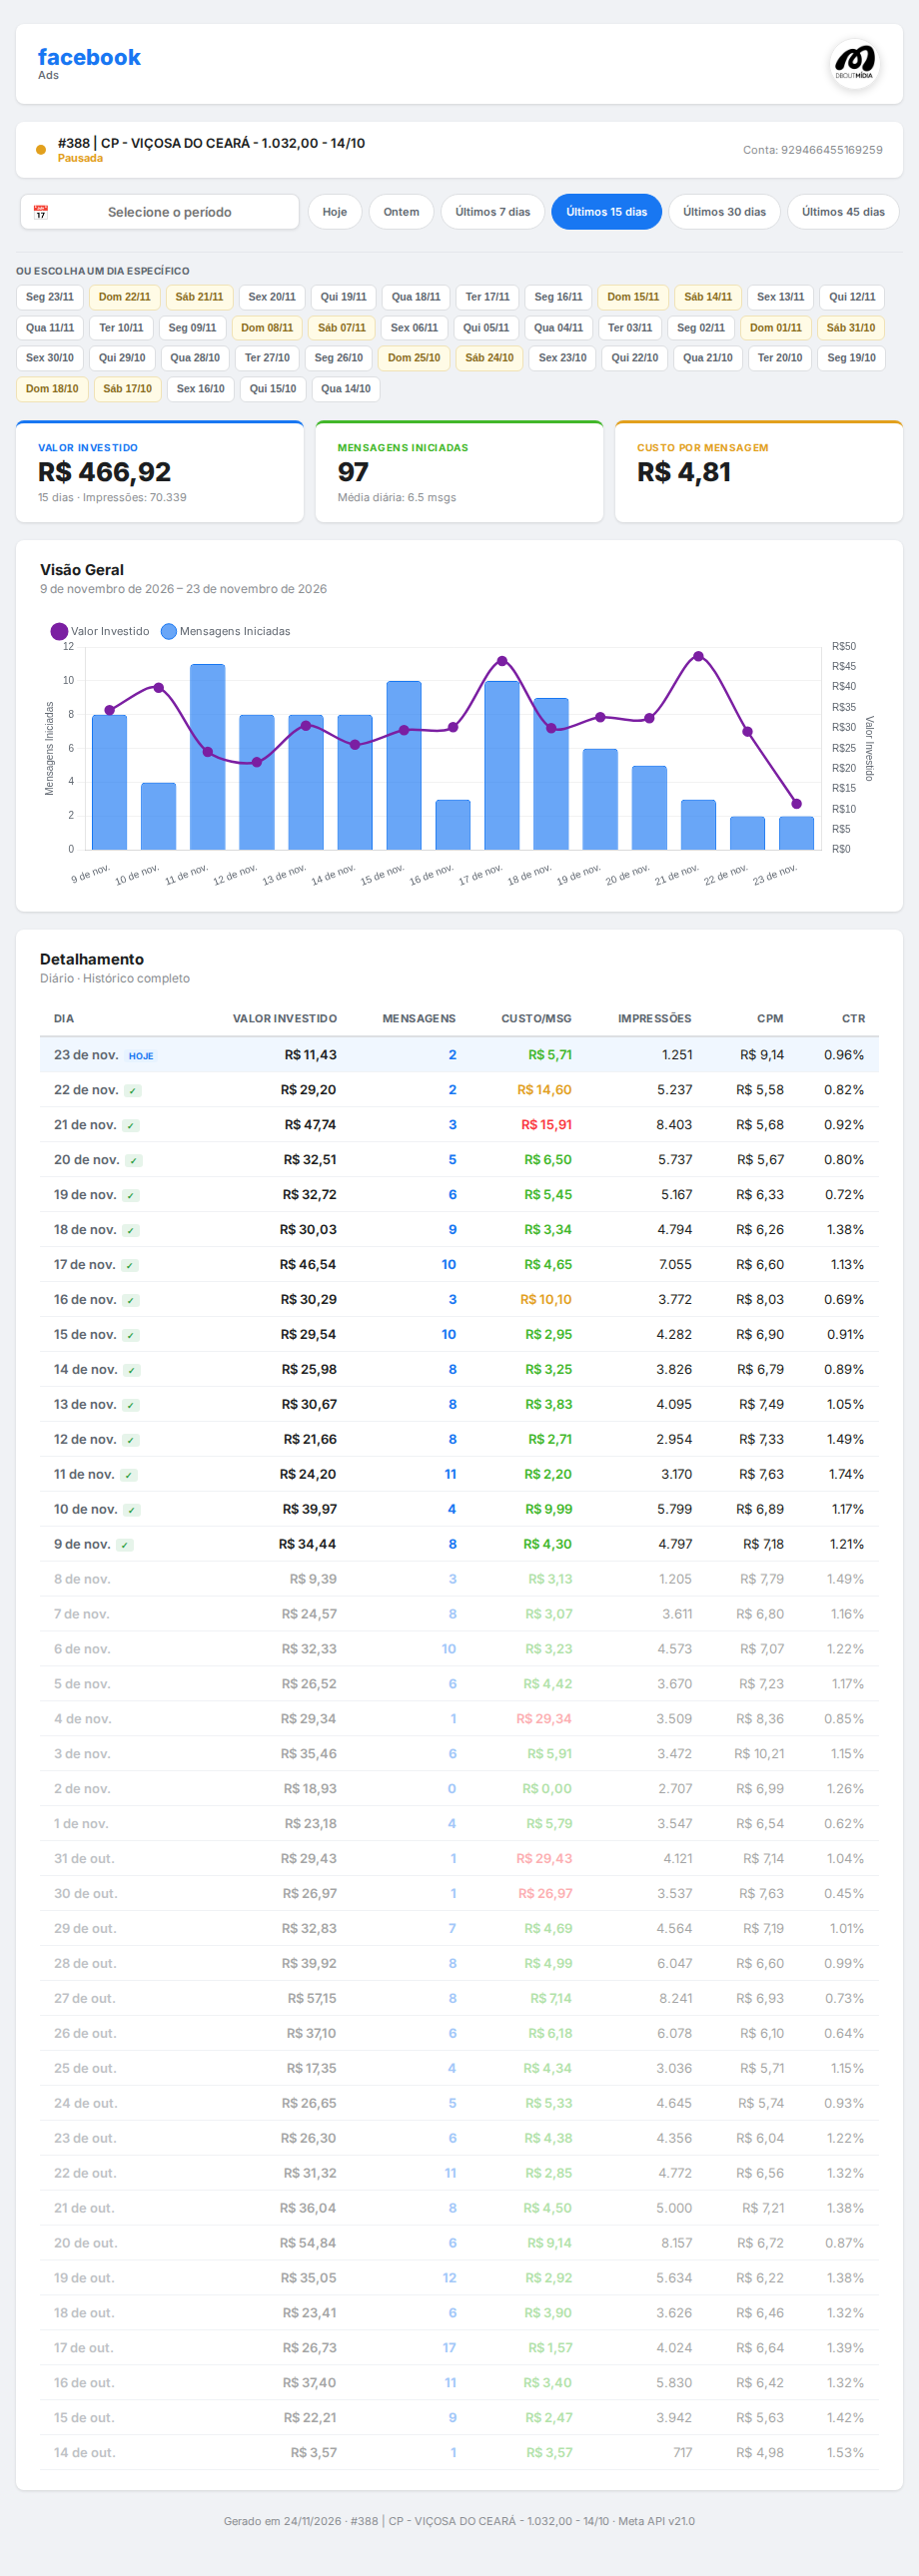 facebook
Ads
DBOUTMÍDIA
#388 | CP - VIÇOSA DO CEARÁ - 1.032,00 - 14/10
Pausada
Conta: 929466455169259
Selecione o período Hoje Ontem Últimos 7 dias Últimos 15 dias Últimos 30 dias Últimos 45 dias
OU ESCOLHA UM DIA ESPECÍFICO
Seg 23/11 Dom 22/11 Sáb 21/11 Sex 20/11 Qui 19/11 Qua 18/11 Ter 17/11 Seg 16/11 Dom 15/11 Sáb 14/11 Sex 13/11 Qui 12/11
Qua 11/11 Ter 10/11 Seg 09/11 Dom 08/11 Sáb 07/11 Sex 06/11 Qui 05/11 Qua 04/11 Ter 03/11 Seg 02/11 Dom 01/11 Sáb 31/10
Sex 30/10 Qui 29/10 Qua 28/10 Ter 27/10 Seg 26/10 Dom 25/10 Sáb 24/10 Sex 23/10 Qui 22/10 Qua 21/10 Ter 20/10 Seg 19/10
Dom 18/10 Sáb 17/10 Sex 16/10 Qui 15/10 Qua 14/10
VALOR INVESTIDO
R$ 466,92
15 dias · Impressões: 70.339
MENSAGENS INICIADAS
97
Média diária: 6.5 msgs
CUSTO POR MENSAGEM
R$ 4,81
Visão Geral
9 de novembro de 2026 – 23 de novembro de 2026
Valor Investido Mensagens Iniciadas
Mensagens Iniciadas
12
10
8
6
4
2
0
R$50
R$45
R$40
R$35
R$30
R$25
R$20
R$15
R$10
R$5
R$0
Valor Investido
9 de nov. 10 de nov. 11 de nov. 12 de nov. 13 de nov. 14 de nov. 15 de nov. 16 de nov. 17 de nov. 18 de nov. 19 de nov. 20 de nov. 21 de nov. 22 de nov. 23 de nov.
Detalhamento
Diário · Histórico completo
DIA VALOR INVESTIDO MENSAGENS CUSTO/MSG IMPRESSÕES CPM CTR
23 de nov. HOJE R$ 11,43 2 R$ 5,71 1.251 R$ 9,14 0.96%
22 de nov. ✓ R$ 29,20 2 R$ 14,60 5.237 R$ 5,58 0.82%
21 de nov. ✓ R$ 47,74 3 R$ 15,91 8.403 R$ 5,68 0.92%
20 de nov. ✓ R$ 32,51 5 R$ 6,50 5.737 R$ 5,67 0.80%
19 de nov. ✓ R$ 32,72 6 R$ 5,45 5.167 R$ 6,33 0.72%
18 de nov. ✓ R$ 30,03 9 R$ 3,34 4.794 R$ 6,26 1.38%
17 de nov. ✓ R$ 46,54 10 R$ 4,65 7.055 R$ 6,60 1.13%
16 de nov. ✓ R$ 30,29 3 R$ 10,10 3.772 R$ 8,03 0.69%
15 de nov. ✓ R$ 29,54 10 R$ 2,95 4.282 R$ 6,90 0.91%
14 de nov. ✓ R$ 25,98 8 R$ 3,25 3.826 R$ 6,79 0.89%
13 de nov. ✓ R$ 30,67 8 R$ 3,83 4.095 R$ 7,49 1.05%
12 de nov. ✓ R$ 21,66 8 R$ 2,71 2.954 R$ 7,33 1.49%
11 de nov. ✓ R$ 24,20 11 R$ 2,20 3.170 R$ 7,63 1.74%
10 de nov. ✓ R$ 39,97 4 R$ 9,99 5.799 R$ 6,89 1.17%
9 de nov. ✓ R$ 34,44 8 R$ 4,30 4.797 R$ 7,18 1.21%
8 de nov. R$ 9,39 3 R$ 3,13 1.205 R$ 7,79 1.49%
7 de nov. R$ 24,57 8 R$ 3,07 3.611 R$ 6,80 1.16%
6 de nov. R$ 32,33 10 R$ 3,23 4.573 R$ 7,07 1.22%
5 de nov. R$ 26,52 6 R$ 4,42 3.670 R$ 7,23 1.17%
4 de nov. R$ 29,34 1 R$ 29,34 3.509 R$ 8,36 0.85%
3 de nov. R$ 35,46 6 R$ 5,91 3.472 R$ 10,21 1.15%
2 de nov. R$ 18,93 0 R$ 0,00 2.707 R$ 6,99 1.26%
1 de nov. R$ 23,18 4 R$ 5,79 3.547 R$ 6,54 0.62%
31 de out. R$ 29,43 1 R$ 29,43 4.121 R$ 7,14 1.04%
30 de out. R$ 26,97 1 R$ 26,97 3.537 R$ 7,63 0.45%
29 de out. R$ 32,83 7 R$ 4,69 4.564 R$ 7,19 1.01%
28 de out. R$ 39,92 8 R$ 4,99 6.047 R$ 6,60 0.99%
27 de out. R$ 57,15 8 R$ 7,14 8.241 R$ 6,93 0.73%
26 de out. R$ 37,10 6 R$ 6,18 6.078 R$ 6,10 0.64%
25 de out. R$ 17,35 4 R$ 4,34 3.036 R$ 5,71 1.15%
24 de out. R$ 26,65 5 R$ 5,33 4.645 R$ 5,74 0.93%
23 de out. R$ 26,30 6 R$ 4,38 4.356 R$ 6,04 1.22%
22 de out. R$ 31,32 11 R$ 2,85 4.772 R$ 6,56 1.32%
21 de out. R$ 36,04 8 R$ 4,50 5.000 R$ 7,21 1.38%
20 de out. R$ 54,84 6 R$ 9,14 8.157 R$ 6,72 0.87%
19 de out. R$ 35,05 12 R$ 2,92 5.634 R$ 6,22 1.38%
18 de out. R$ 23,41 6 R$ 3,90 3.626 R$ 6,46 1.32%
17 de out. R$ 26,73 17 R$ 1,57 4.024 R$ 6,64 1.39%
16 de out. R$ 37,40 11 R$ 3,40 5.830 R$ 6,42 1.32%
15 de out. R$ 22,21 9 R$ 2,47 3.942 R$ 5,63 1.42%
14 de out. R$ 3,57 1 R$ 3,57 717 R$ 4,98 1.53%
Gerado em 24/11/2026 · #388 | CP - VIÇOSA DO CEARÁ - 1.032,00 - 14/10 · Meta API v21.0